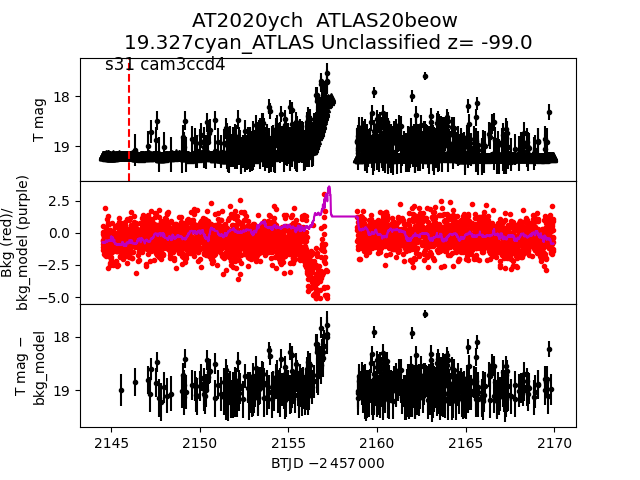 AT2020ych  ATLAS20beow
19.327cyan_ATLAS Unclassified z= -99.0
s31 cam3ccd4
T mag
18
19
Bkg (red)/
bkg_model (purple)
2.5
0.0
−2.5
−5.0
T mag −
bkg_model
18
19
2145 2150 2155 2160 2165 2170
BTJD −2 457 000